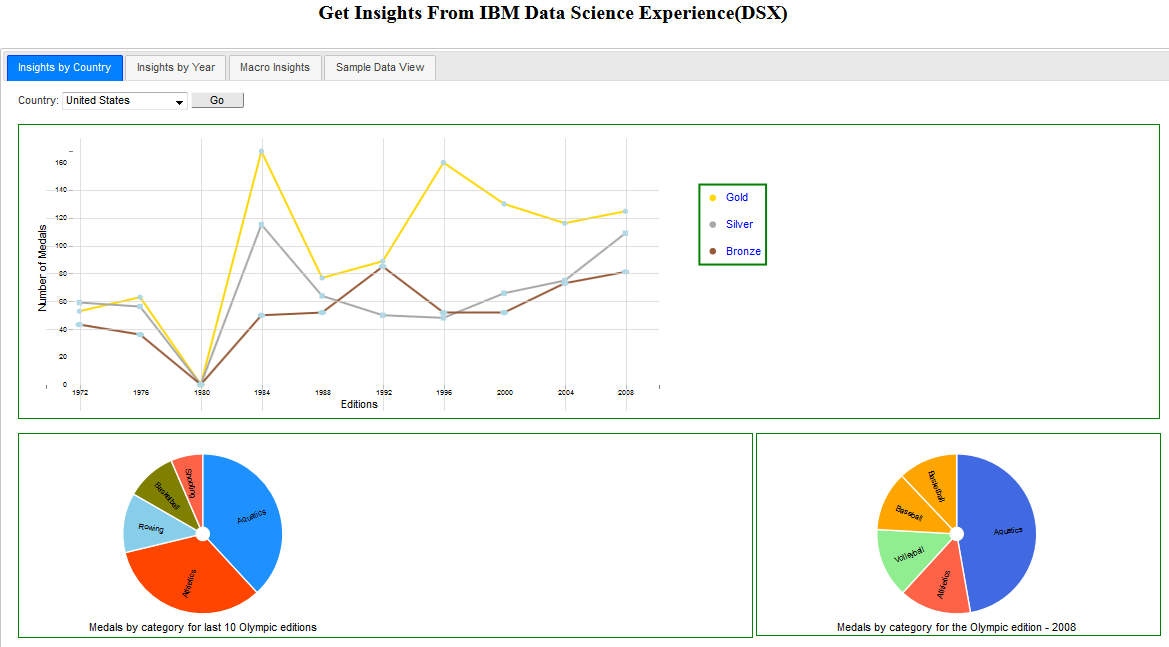 Get Insights From IBM Data Science Experience(DSX)
Insights by Country Insights by Year Macro Insights Sample Data View
Country: United States Go
160
140
120
100
80
60
40
20
0
Number of Medals
1972 1976 1980 1984 1988 1992 1996 2000 2004 2008
Editions
Gold
Silver
Bronze
Shooting
Basketball
Rowing
Aquatics
Athletics
Medals by category for last 10 Olympic editions
Basketball
Baseball
Volleyball
Aquatics
Athletics
Medals by category for the Olympic edition - 2008